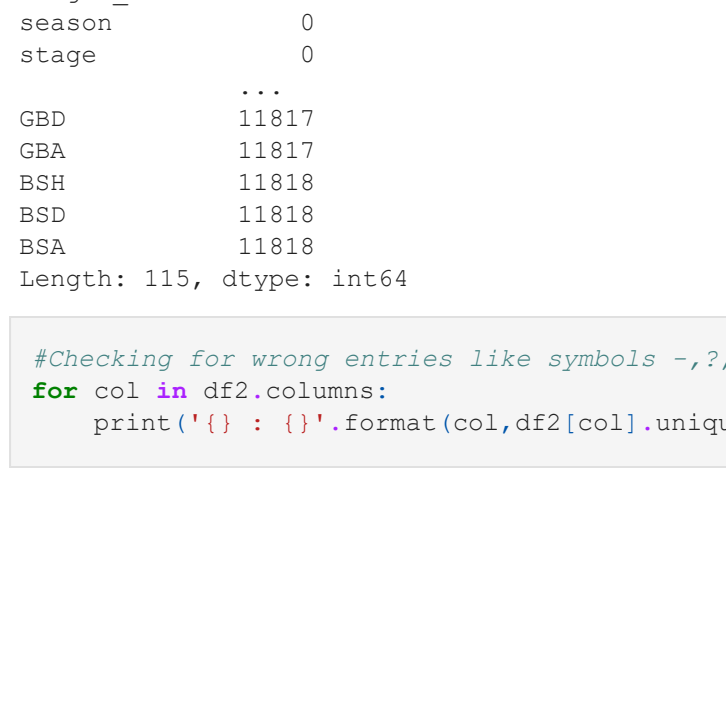 season 0
stage 0
...
GBD 11817
GBA 11817
BSH 11818
BSD 11818
BSA 11818
Length: 115, dtype: int64
#Checking for wrong entries like symbols -,?,
for col in df2.columns:
print('{} : {}'.format(col,df2[col].uniqu